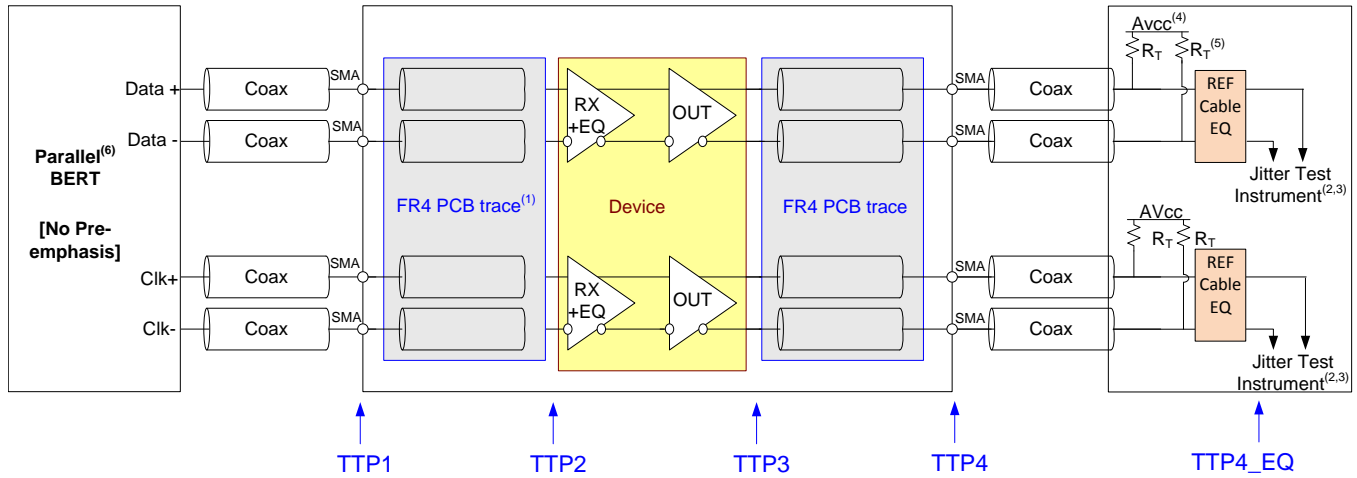 Parallel(6)
BERT
[No Pre-
emphasis]
Data +
Data -
Clk+
Clk-
Coax
SMA
Coax
SMA
Coax
SMA
Coax
SMA
FR4 PCB trace(1)
RX
+EQ
OUT
Device
RX
+EQ
OUT
FR4 PCB trace
SMA
Coax
SMA
Coax
SMA
Coax
SMA
Coax
Avcc(4)
RT
RT(5)
REF
Cable
EQ
Jitter Test
Instrument(2,3)
AVcc
RT
RT
REF
Cable
EQ
Jitter Test
Instrument(2,3)
TTP1
TTP2
TTP3
TTP4
TTP4_EQ